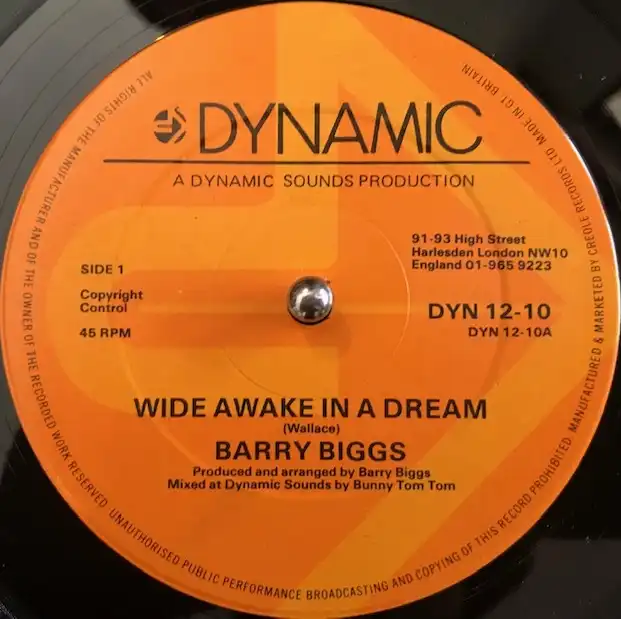 DYNAMIC
A DYNAMIC SOUNDS PRODUCTION
91-93 High Street
Harlesden London NW10
England 01-965 9223
SIDE 1
Copyright
Control
45 RPM
DYN 12-10
DYN 12-10A
WIDE AWAKE IN A DREAM
(Wallace)
BARRY BIGGS
Produced and arranged by Barry Biggs
Mixed at Dynamic Sounds by Bunny Tom Tom
ALL RIGHTS OF THE MANUFACTURER AND OF THE OWNER OF THE RECORDED WORK RESERVED. UNAUTHORISED PUBLIC PERFORMANCE BROADCASTING AND COPYING OF THIS RECORD PROHIBITED. MANUFACTURED & MARKETED BY CREOLE RECORDS LTD MADE IN GT BRITAIN